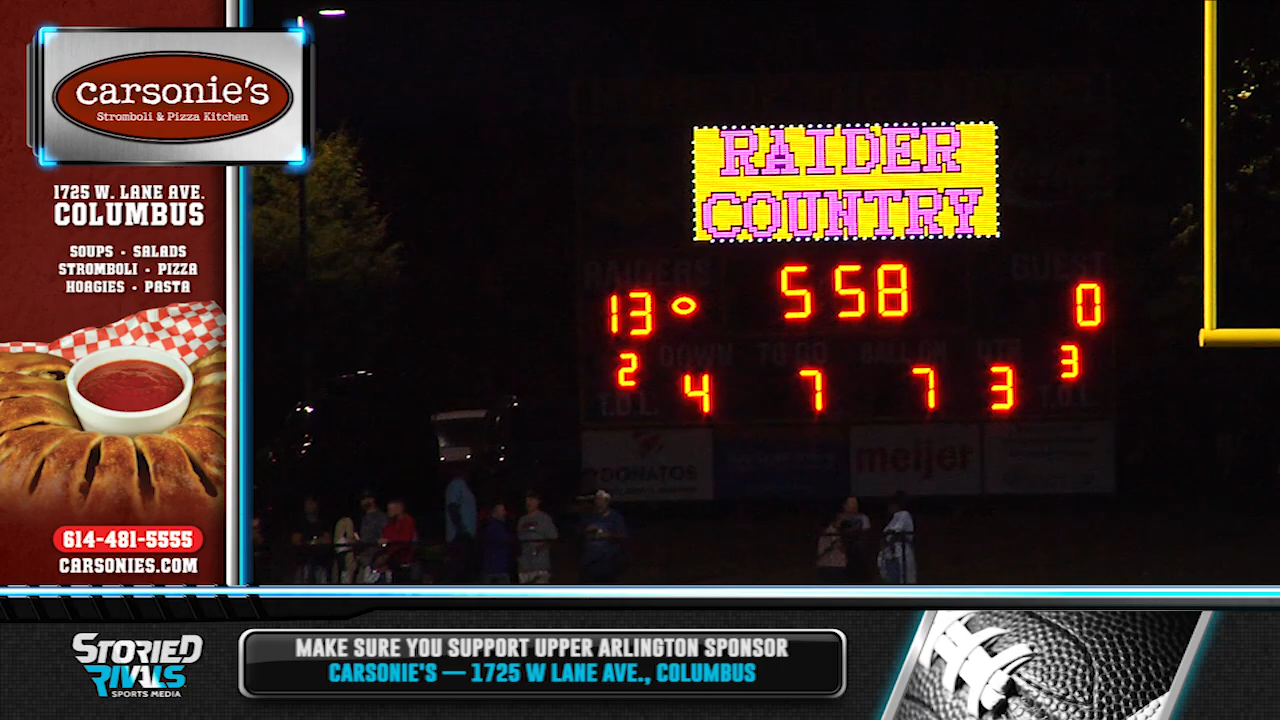 carsonie's
Stromboli & Pizza Kitchen
1725 W. LANE AVE.
COLUMBUS
SOUPS · SALADS
STROMBOLI · PIZZA
HOAGIES · PASTA
614-481-5555
CARSONIES.COM
RAIDER
COUNTRY
RAIDERS
GUEST
13 5 58 0
DOWN TO GO BALL ON QTR
2 4 7 7 3 3
T.O.L. T.O.L.
DONATOS
meijer
STORIED
RIVALS
SPORTS MEDIA
MAKE SURE YOU SUPPORT UPPER ARLINGTON SPONSOR
CARSONIE'S — 1725 W LANE AVE., COLUMBUS